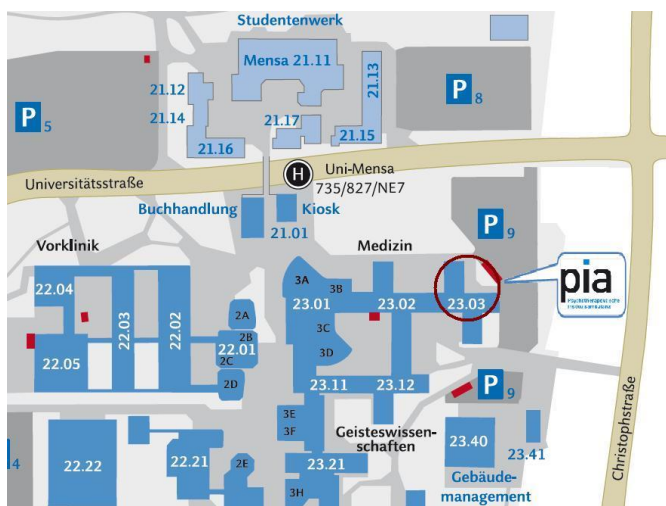 Studentenwerk
Mensa 21.11
21.13
21.12
21.14
21.17
21.16
21.15
P5
P8
H
Uni-Mensa
735/827/NE7
Universitätsstraße
Buchhandlung
Kiosk
21.01
P9
Vorklinik
Medizin
pia
22.04
22.03
22.02
2A
2B
22.01
2C
2D
22.05
3A
3B
23.01
23.02
23.03
3C
3D
23.11
23.12
P9
Christophstraße
3E
3F
Geisteswissen-
schaften
23.40
23.41
4
22.22
22.21
2E
23.21
3H
Gebäude-
management